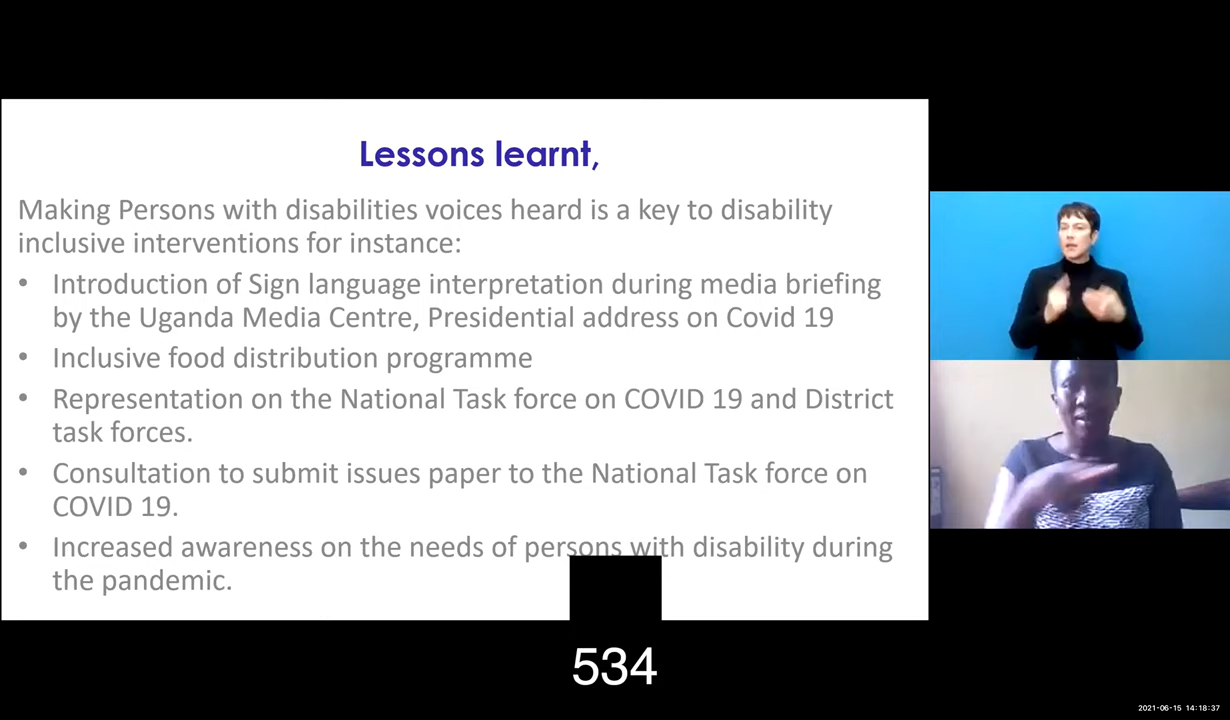 Lessons learnt,
Making Persons with disabilities voices heard is a key to disability
inclusive interventions for instance:
• Introduction of Sign language interpretation during media briefing
by the Uganda Media Centre, Presidential address on Covid 19
• Inclusive food distribution programme
• Representation on the National Task force on COVID 19 and District
task forces.
• Consultation to submit issues paper to the National Task force on
COVID 19.
• Increased awareness on the needs of persons with disability during
the pandemic.
534
2021-06-15 14:18:37